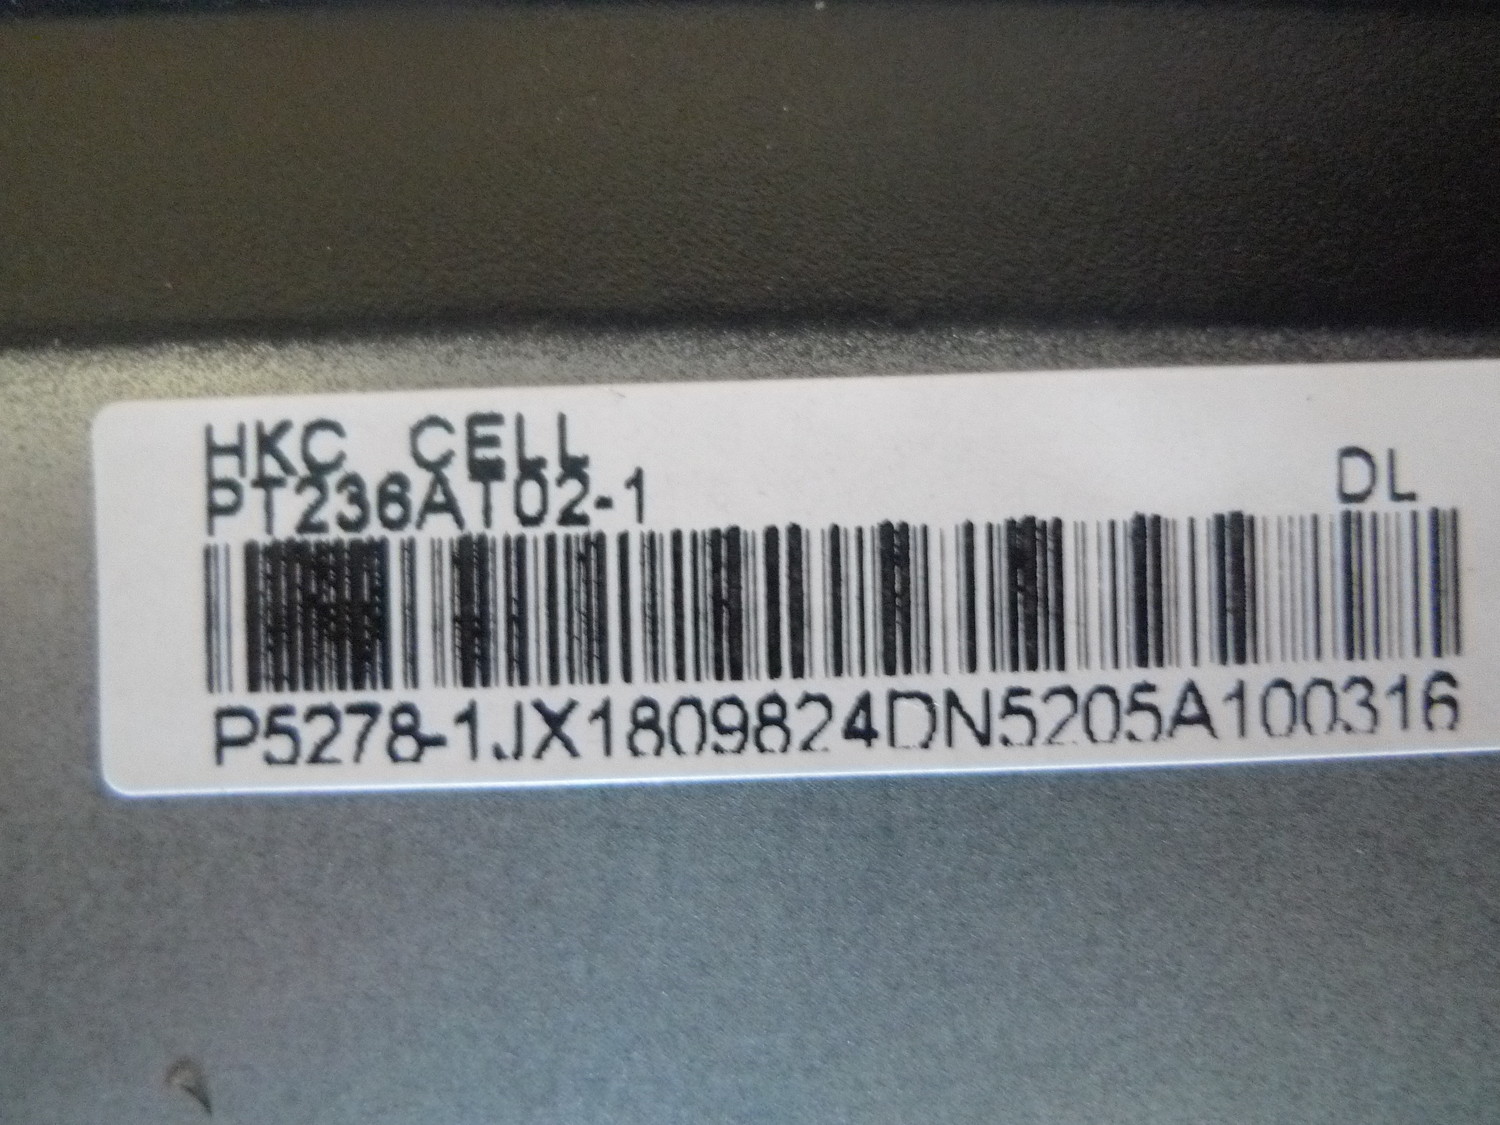 HKC CELL
PT236AT02-1
DL
P5278-1JX1809824DN5205A100316